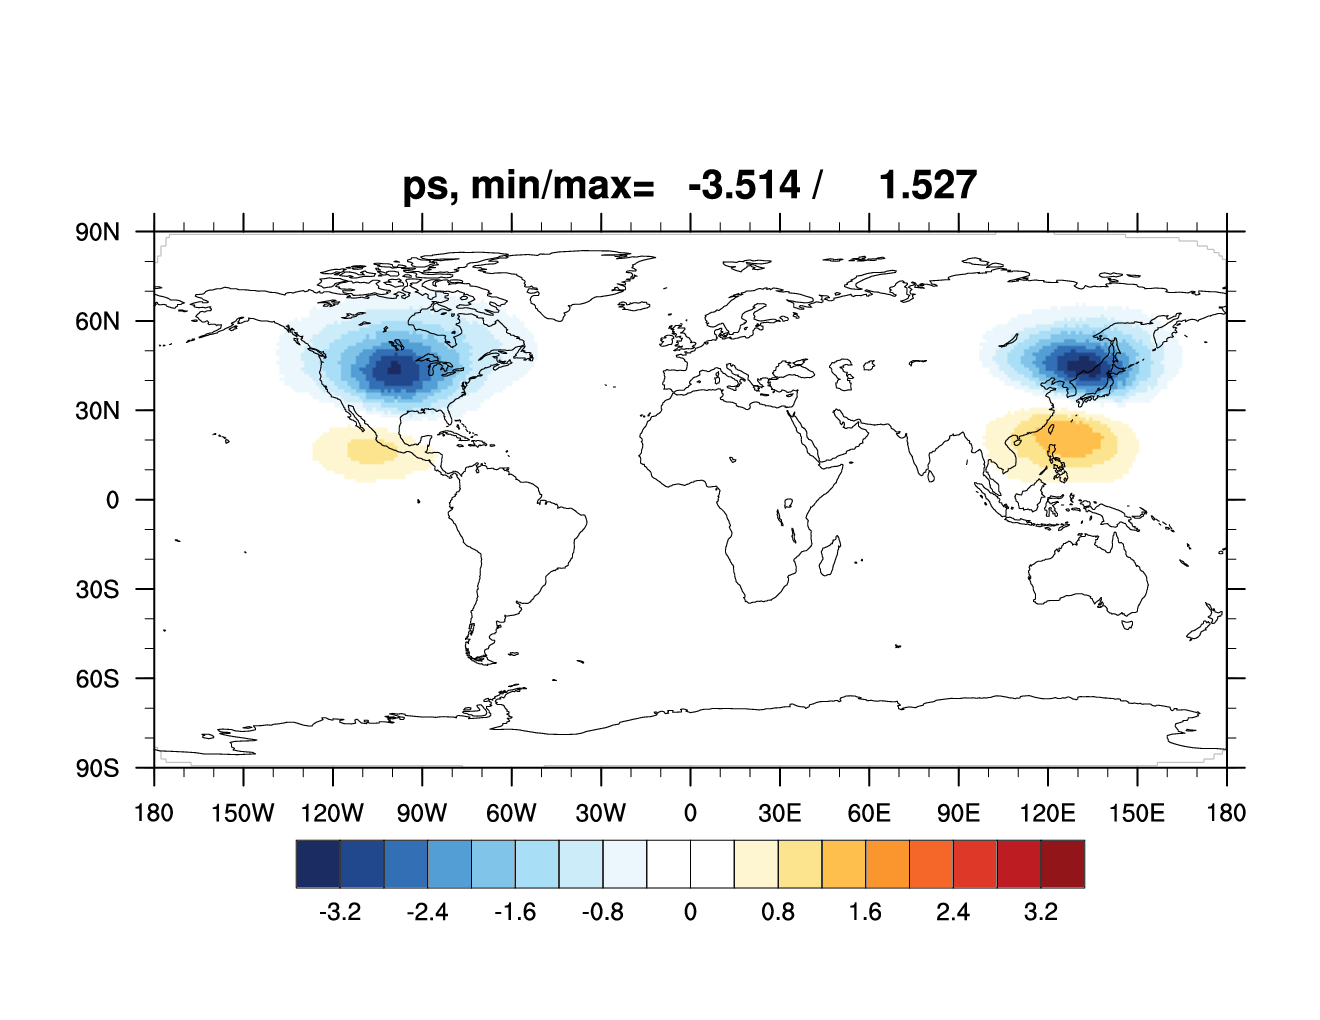 ps, min/max= -3.514 / 1.527
90N
60N
30N
0
30S
60S
90S
180 150W 120W 90W 60W 30W 0 30E 60E 90E 120E 150E 180
-3.2 -2.4 -1.6 -0.8 0 0.8 1.6 2.4 3.2